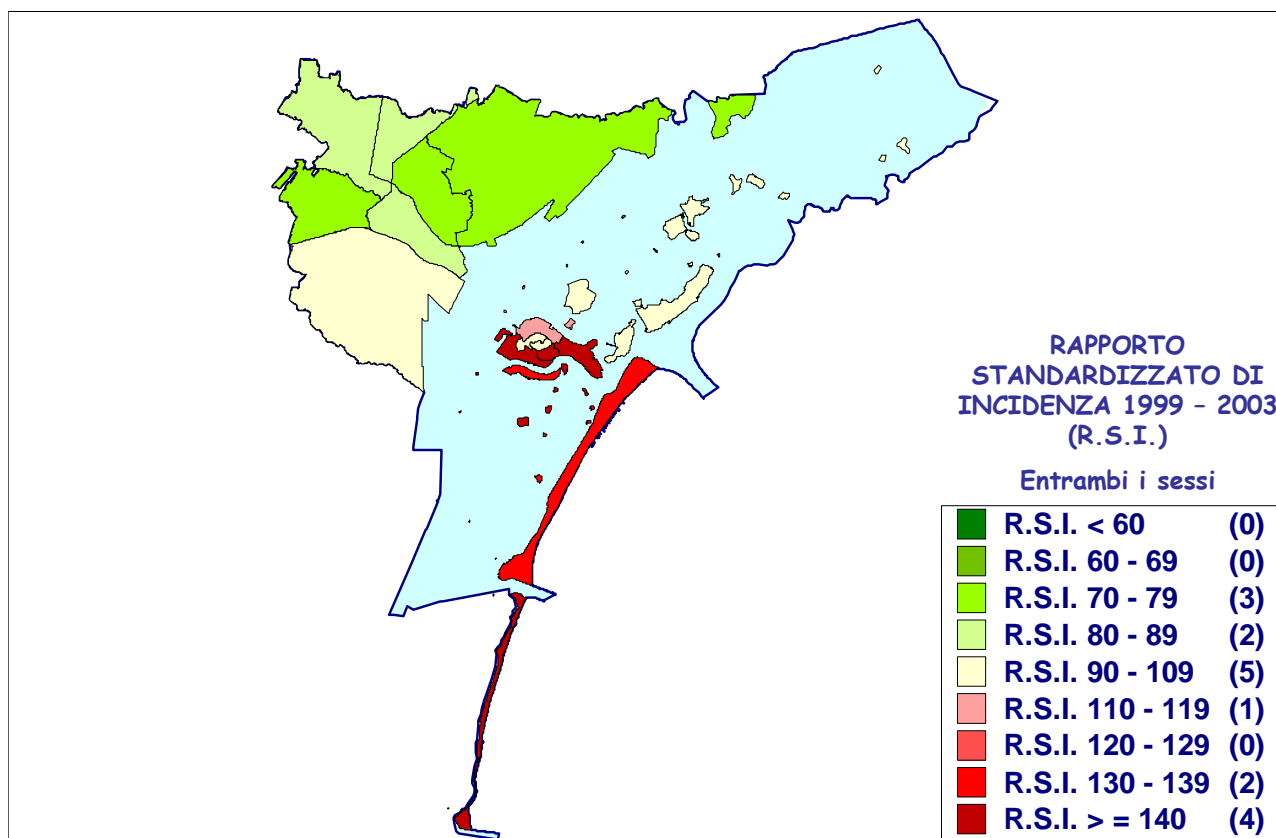 RAPPORTO
STANDARDIZZATO DI
INCIDENZA 1999 – 2003
(R.S.I.)
Entrambi i sessi
R.S.I. < 60 (0)
R.S.I. 60 - 69 (0)
R.S.I. 70 - 79 (3)
R.S.I. 80 - 89 (2)
R.S.I. 90 - 109 (5)
R.S.I. 110 - 119 (1)
R.S.I. 120 - 129 (0)
R.S.I. 130 - 139 (2)
R.S.I. > = 140 (4)